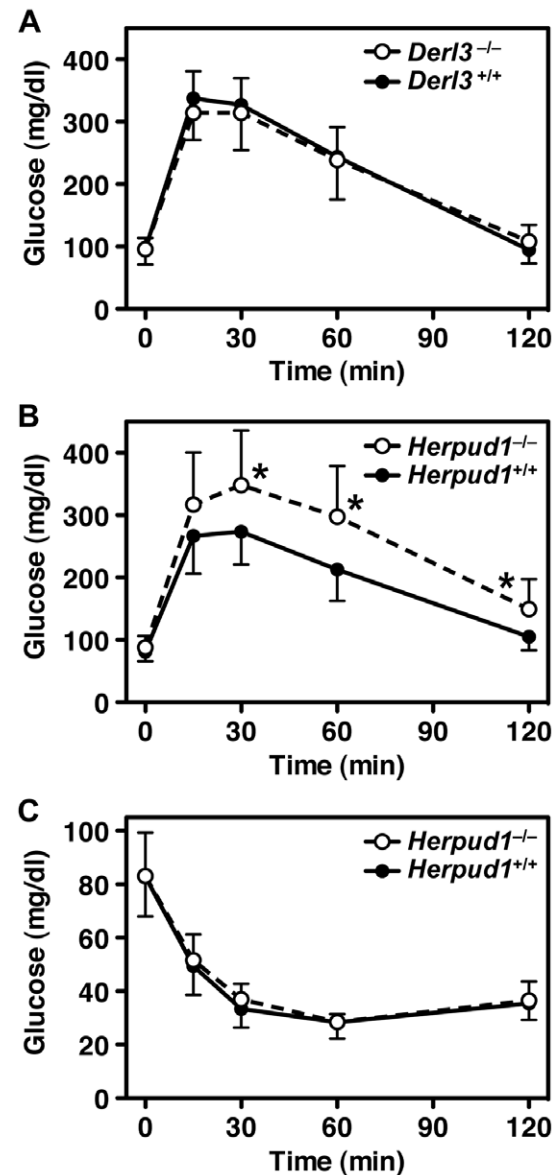 A
Glucose (mg/dl)
400
300
200
100
0
Derl3 –/–
Derl3 +/+
0 30 60 90 120
Time (min)
B
Glucose (mg/dl)
400
300
200
100
0
Herpud1–/–
Herpud1+/+
*
*
*
0 30 60 90 120
Time (min)
C
Glucose (mg/dl)
100
80
60
40
20
0
Herpud1–/–
Herpud1+/+
0 30 60 90 120
Time (min)